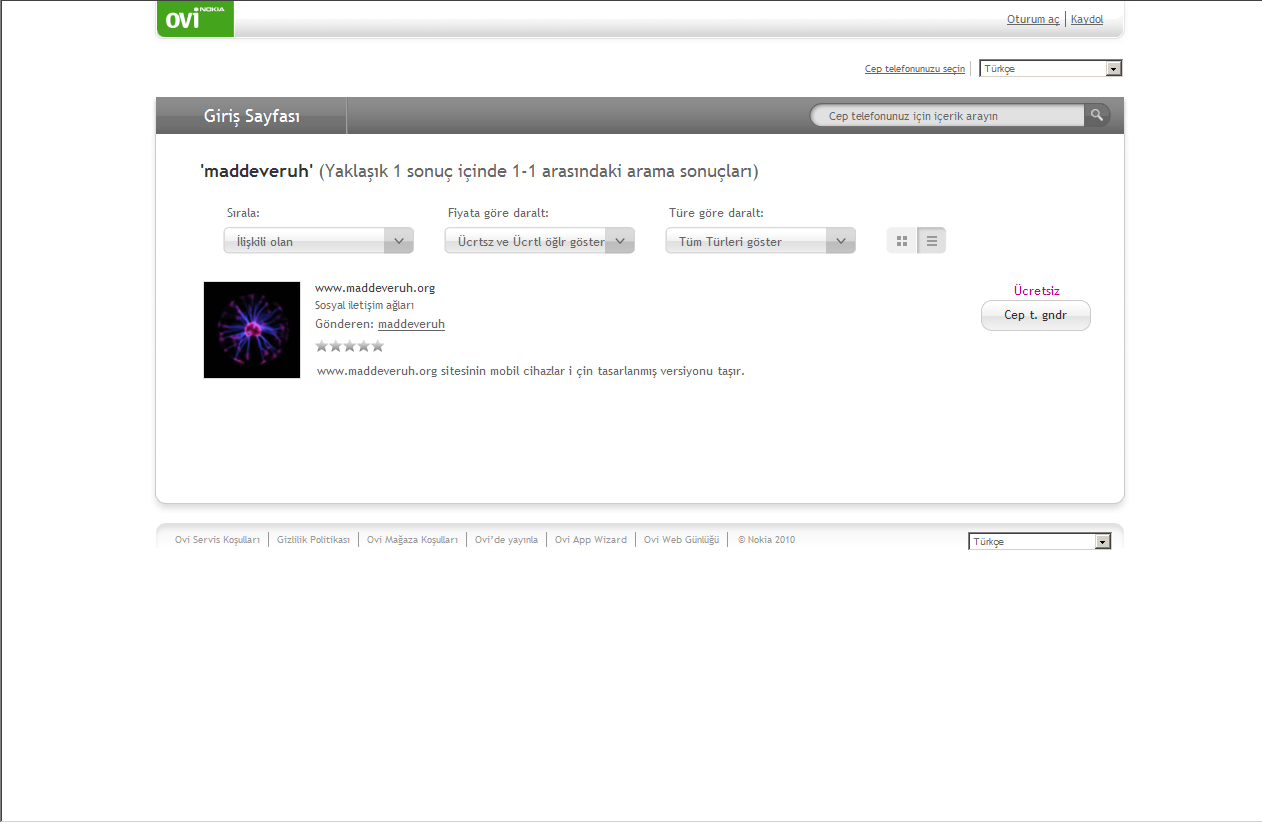 ovi NOKIA
Oturum aç Kaydol
Cep telefonunuzu seçin Türkçe
Giriş Sayfası Cep telefonunuz için içerik arayın
'maddeveruh' (Yaklaşık 1 sonuç içinde 1-1 arasındaki arama sonuçları)
Sırala: Fiyata göre daralt: Türe göre daralt:
İlişkili olan Ücrtsz ve Ücrtl öğlr göster Tüm Türleri göster
www.maddeveruh.org Ücretsiz
Sosyal iletişim ağları
Cep t. gndr
Gönderen: maddeveruh
www.maddeveruh.org sitesinin mobil cihazlar i çin tasarlanmış versiyonu taşır.
Ovi Servis Koşulları Gizlilik Politikası Ovi Mağaza Koşulları Ovi'de yayınla Ovi App Wizard Ovi Web Günlüğü © Nokia 2010 Türkçe